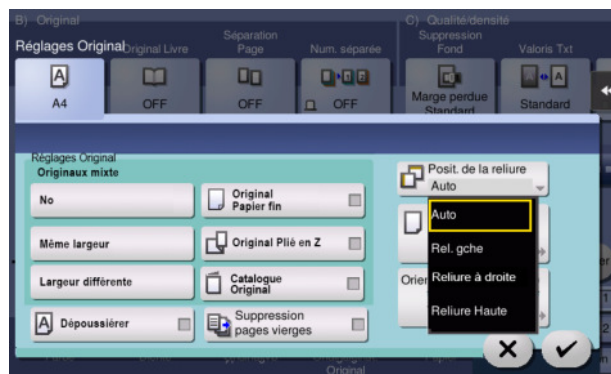 B) Original
C) Qualité/densité
Réglages Original
Original Livre
Séparation
Page
Num. séparée
Suppression
Fond
Valoris Txt
A4
OFF
OFF
OFF
Marge perdue
Standard
Standard
Réglages Original
Originaux mixte
No
Même largeur
Largeur différente
Dépoussiérer
Original
Papier fin
Original Plié en Z
Catalogue
Original
Suppression
pages vierges
Posit. de la reliure
Auto
Auto
Rel. gche
Reliure à droite
Reliure Haute
Orie
Original